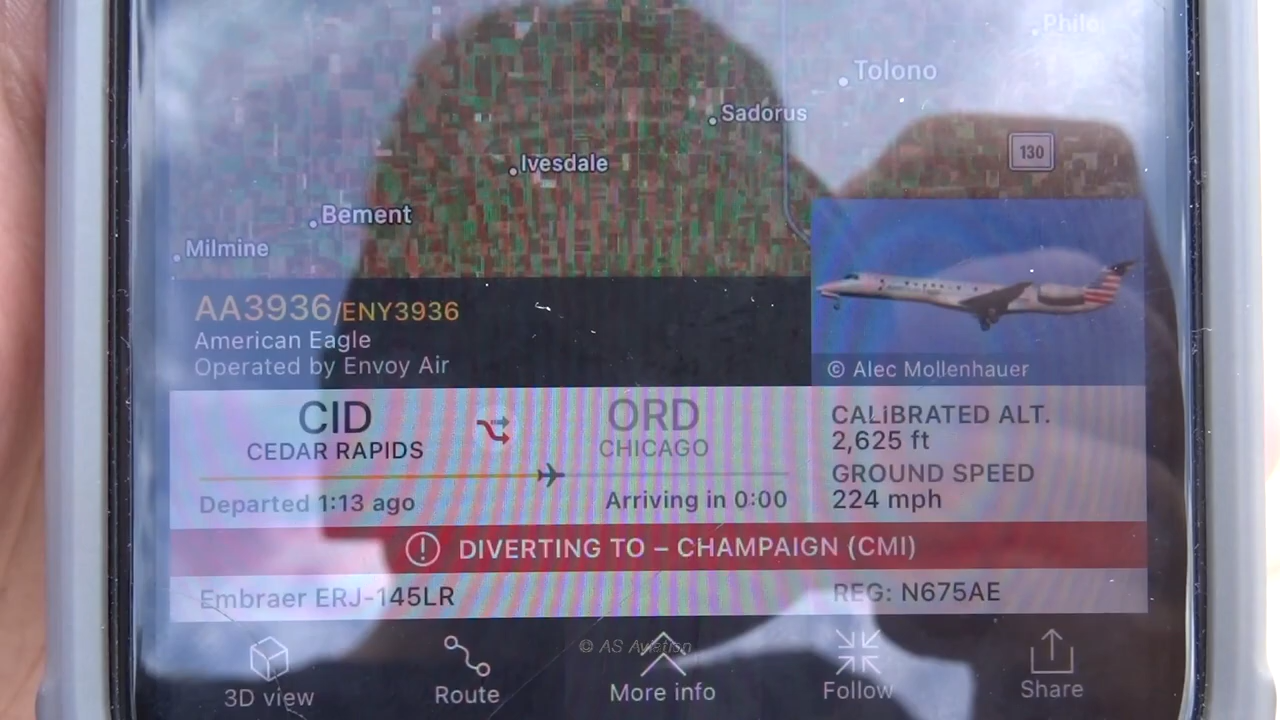 Philo
Tolono
Sadorus
130
Ivesdale
Bement
Milmine
AA3936/ENY3936
American Eagle
Operated by Envoy Air
© Alec Mollenhauer
CID
CEDAR RAPIDS
ORD
CHICAGO
CALiBRATED ALT.
2,625 ft
GROUND SPEED
224 mph
Departed 1:13 ago
Arriving in 0:00
DIVERTING TO – CHAMPAIGN (CMI)
Embraer ERJ-145LR
REG: N675AE
© AS Aviation
3D view
Route
More info
Follow
Share